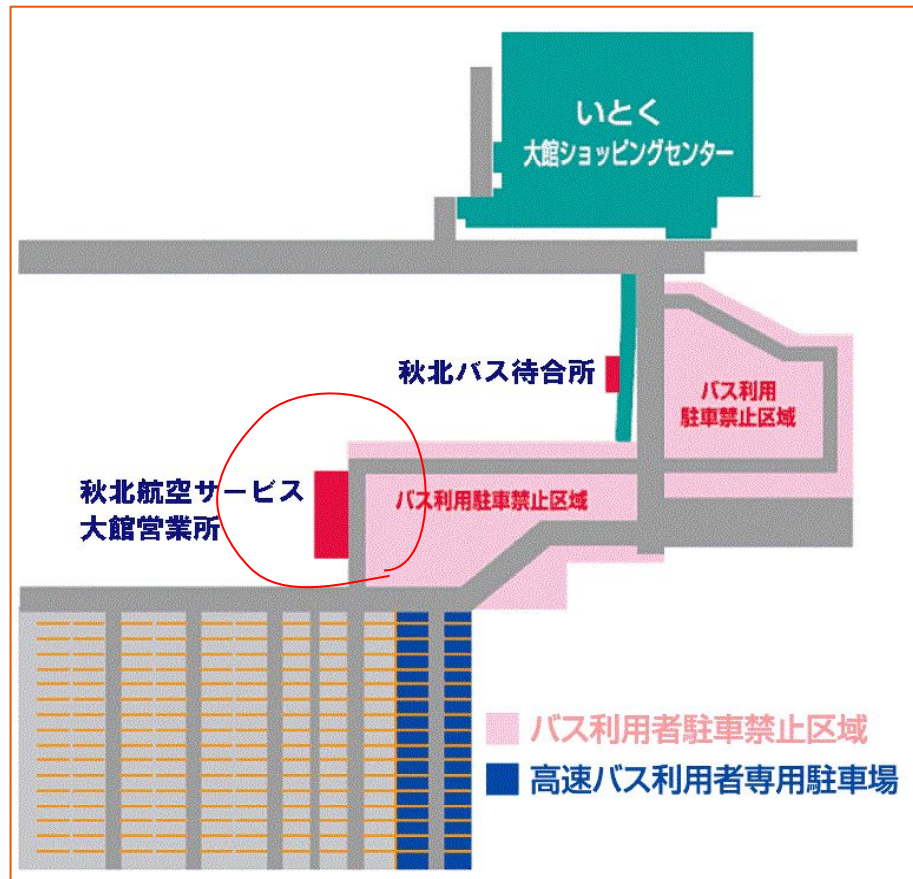 いとく
大館ショッピングセンター
秋北バス待合所
バス利用
駐車禁止区域
秋北航空サービス
大館営業所
バス利用駐車禁止区域
バス利用者駐車禁止区域
高速バス利用者専用駐車場